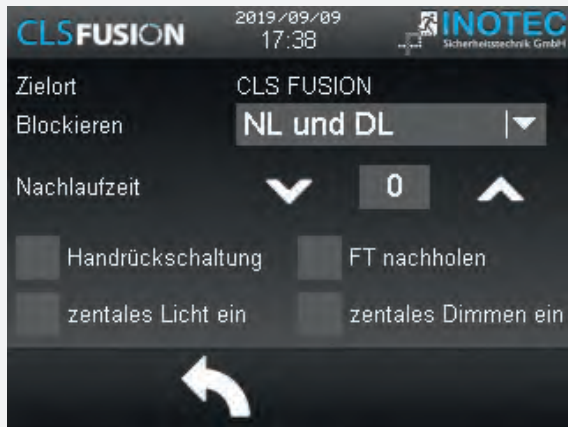 CLSFUSION 2019/09/09 INOTEC
17:38 Sicherheitstechnik GmbH
Zielort CLS FUSION
Blockieren NL und DL
Nachlaufzeit 0
Handrückschaltung FT nachholen
zentales Licht ein zentales Dimmen ein